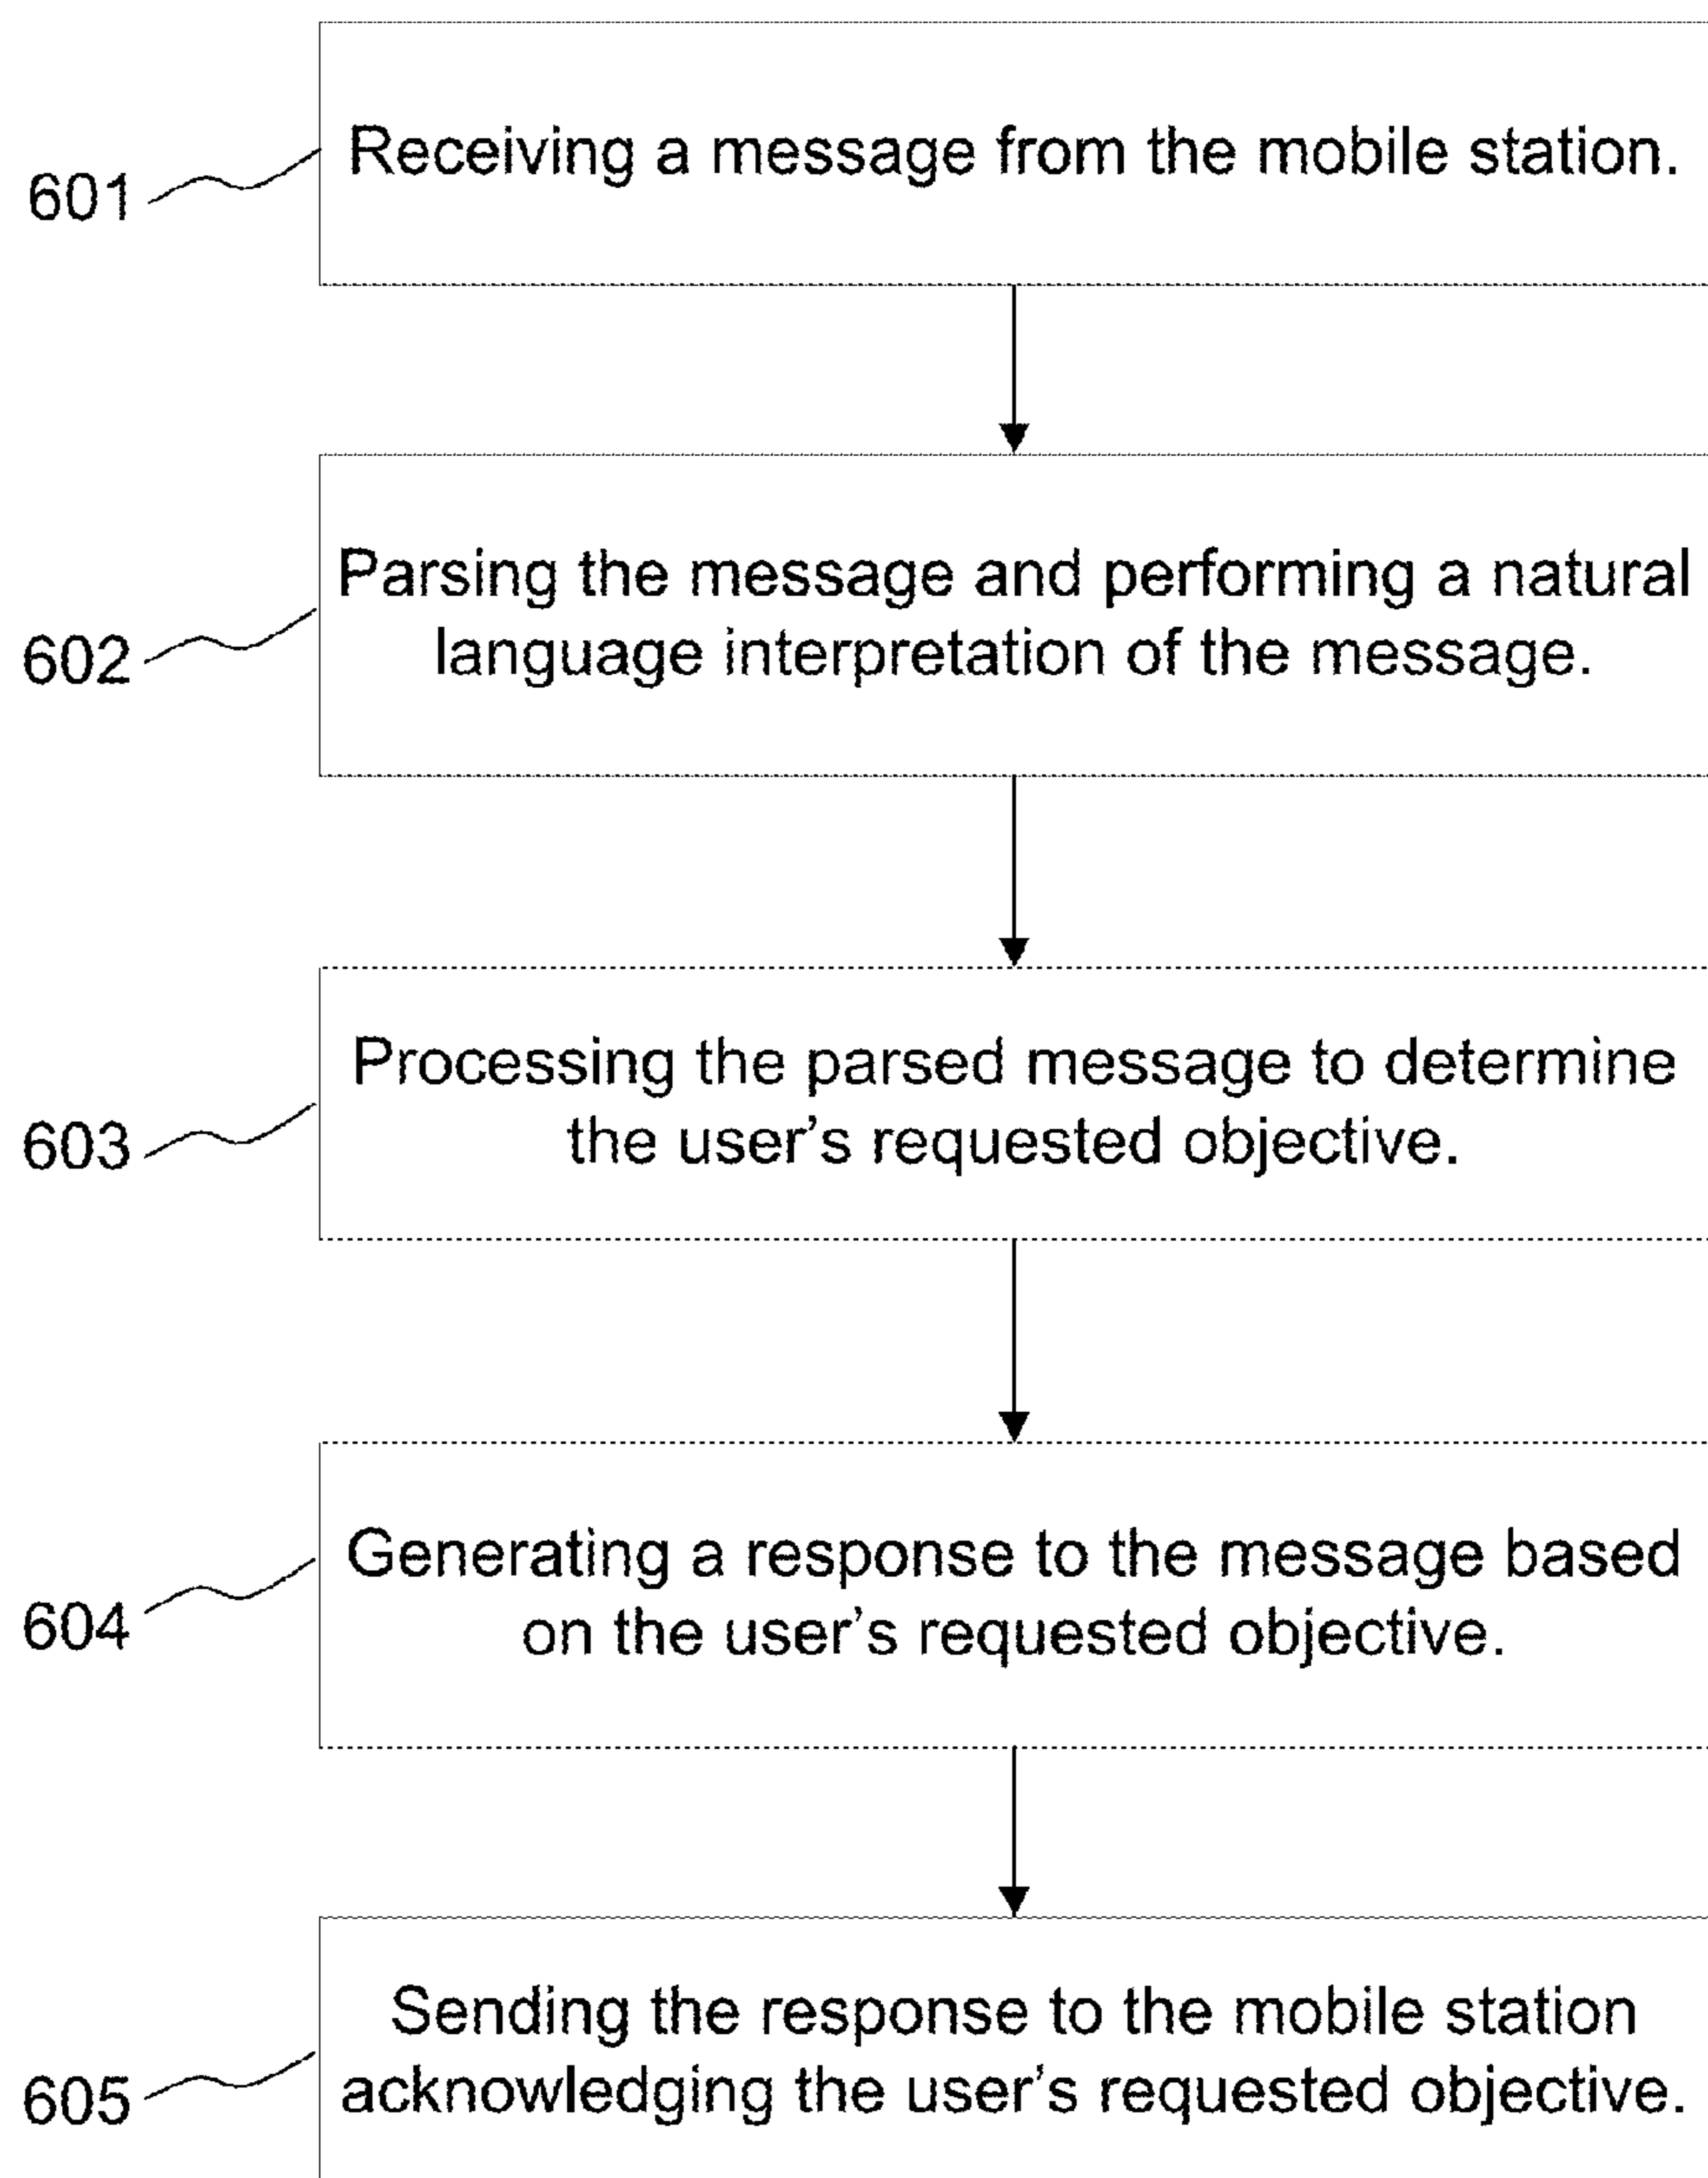 601
Receiving a message from the mobile station.
602
Parsing the message and performing a natural
language interpretation of the message.
603
Processing the parsed message to determine
the user’s requested objective.
604
Generating a response to the message based
on the user’s requested objective.
605
Sending the response to the mobile station
acknowledging the user’s requested objective.